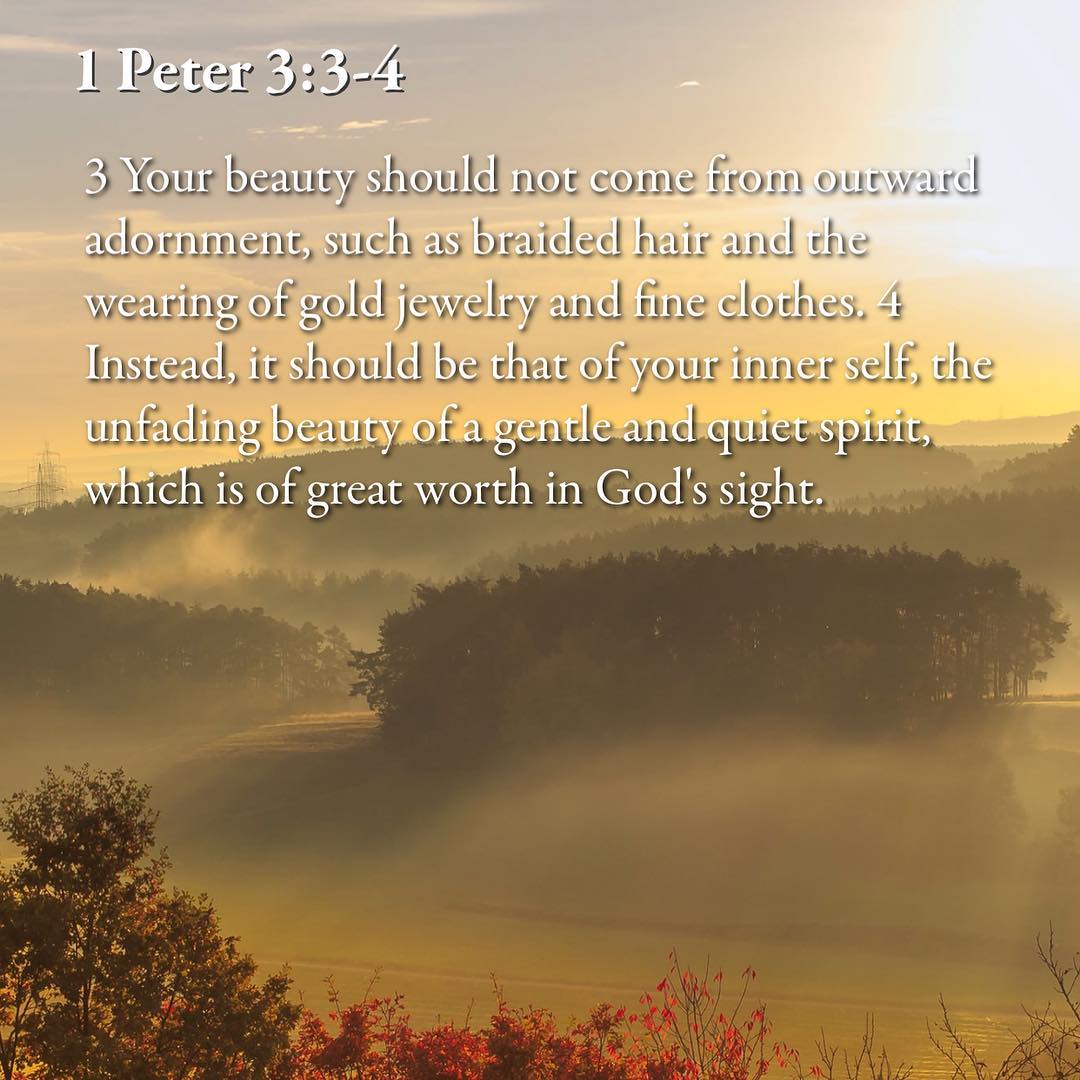 1 Peter 3:3-4
3 Your beauty should not come from outward
adornment, such as braided hair and the
wearing of gold jewelry and fine clothes. 4
Instead, it should be that of your inner self, the
unfading beauty of a gentle and quiet spirit,
which is of great worth in God's sight.